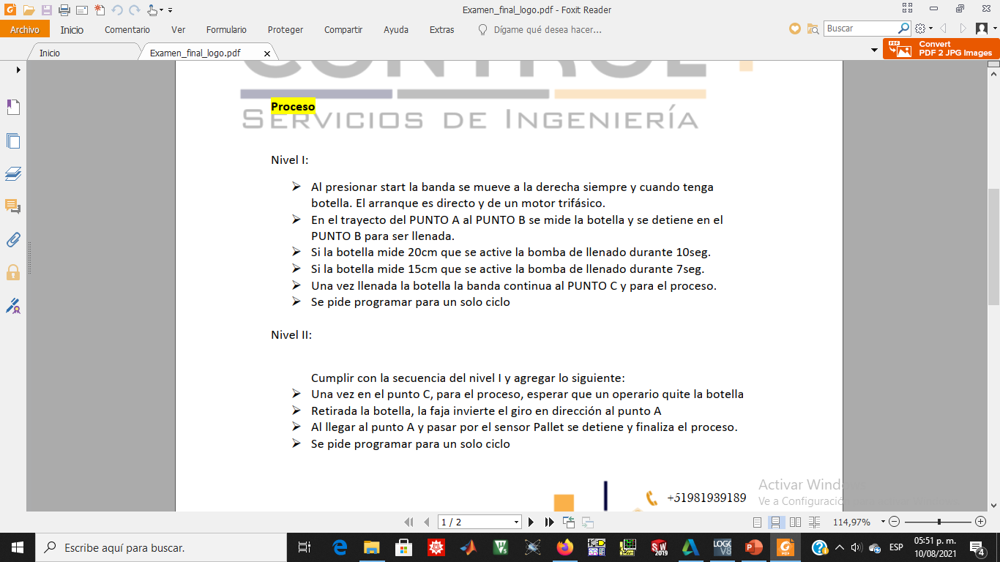 Examen_final_logo.pdf - Foxit Reader
Archivo Inicio Comentario Ver Formulario Proteger Compartir Ayuda Extras Dígame qué desea hacer... Buscar
Inicio Examen_final_logo.pdf
Convert
PDF 2 JPG Images
CONTROL
Proceso
SERVICIOS DE INGENIERÍA
Nivel I:
➢ Al presionar start la banda se mueve a la derecha siempre y cuando tenga
botella. El arranque es directo y de un motor trifásico.
➢ En el trayecto del PUNTO A al PUNTO B se mide la botella y se detiene en el
PUNTO B para ser llenada.
➢ Si la botella mide 20cm que se active la bomba de llenado durante 10seg.
➢ Si la botella mide 15cm que se active la bomba de llenado durante 7seg.
➢ Una vez llenada la botella la banda continua al PUNTO C y para el proceso.
➢ Se pide programar para un solo ciclo
Nivel II:
Cumplir con la secuencia del nivel I y agregar lo siguiente:
➢ Una vez en el punto C, para el proceso, esperar que un operario quite la botella
➢ Retirada la botella, la faja invierte el giro en dirección al punto A
➢ Al llegar al punto A y pasar por el sensor Pallet se detiene y finaliza el proceso.
➢ Se pide programar para un solo ciclo
+51981939189
Activar Windows
Ve a Configuració
1 / 2
114,97%
Escribe aquí para buscar.
SW
2019
LOGO
V8
PDF
ESP
05:51 p. m.
10/08/2021
4